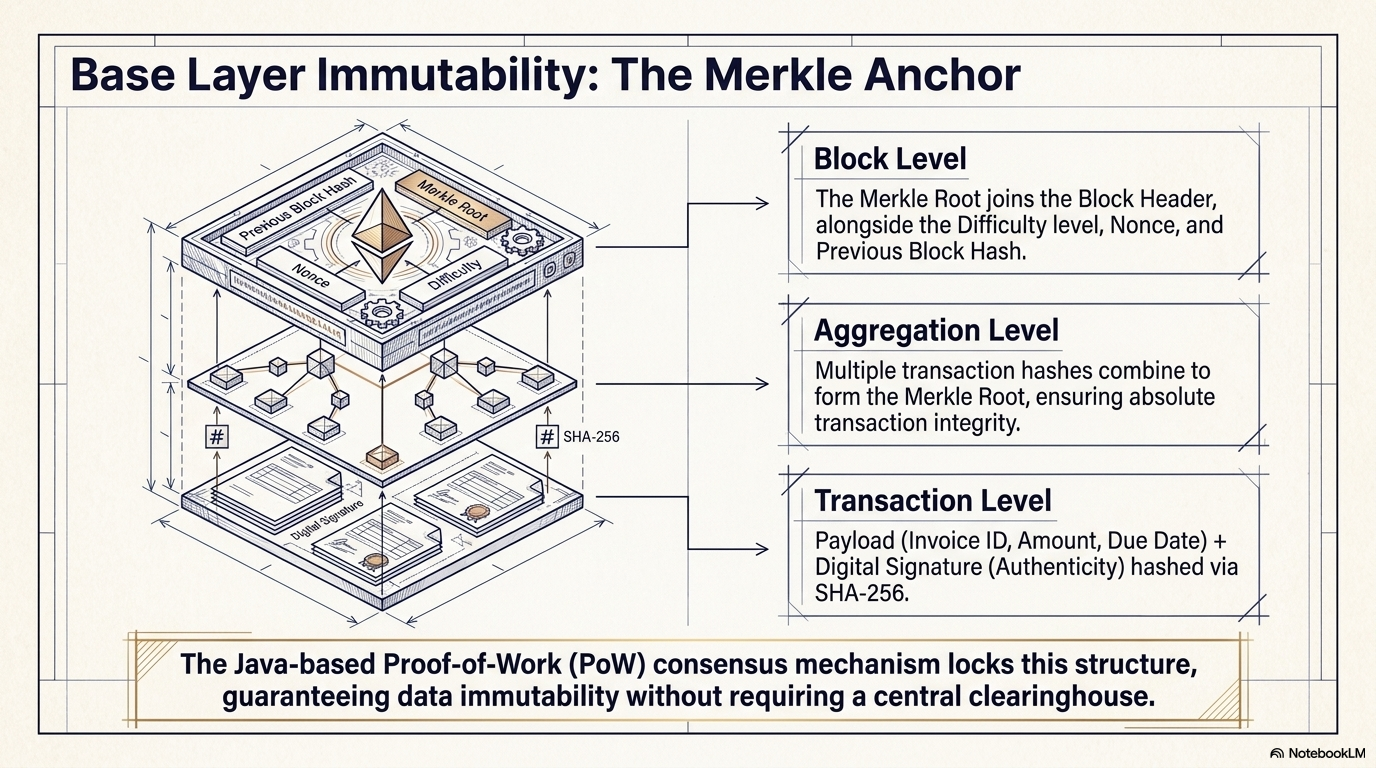 Base Layer Immutability: The Merkle Anchor
Previous Block Hash
Merkle Root
Nonce
Difficulty
#
# SHA-256
Digital Signature
Block Level
The Merkle Root joins the Block Header,
alongside the Difficulty level, Nonce, and
Previous Block Hash.
Aggregation Level
Multiple transaction hashes combine to
form the Merkle Root, ensuring absolute
transaction integrity.
Transaction Level
Payload (Invoice ID, Amount, Due Date) +
Digital Signature (Authenticity) hashed via
SHA-256.
The Java-based Proof-of-Work (PoW) consensus mechanism locks this structure,
guaranteeing data immutability without requiring a central clearinghouse.
NotebookLM